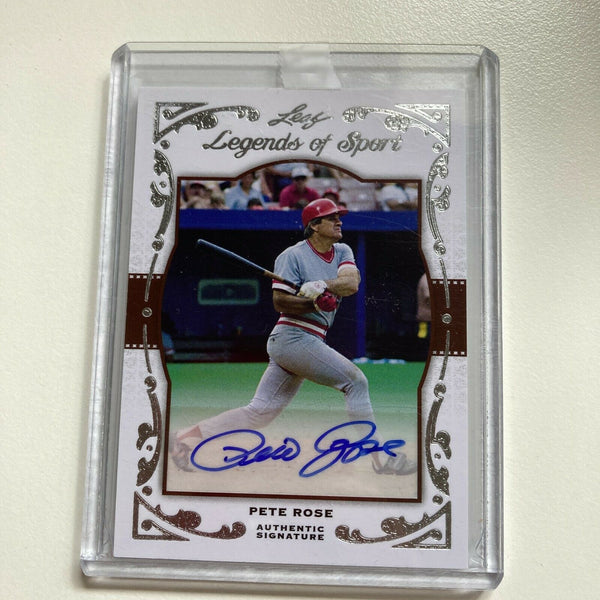 Leaf
Legends of Sport
Pete Rose
PETE ROSE
AUTHENTIC
SIGNATURE